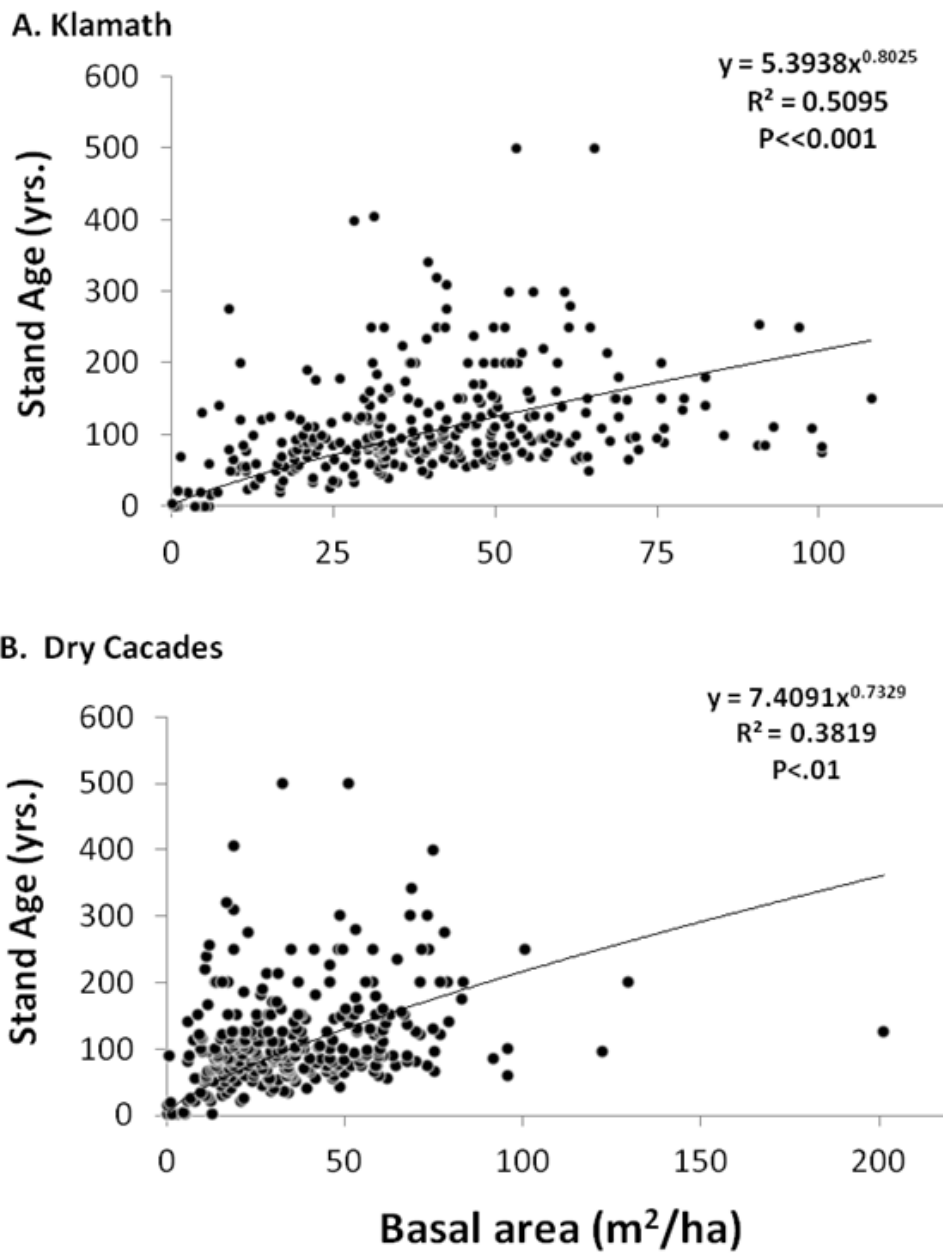 A. Klamath
y = 5.3938x^0.8025
R² = 0.5095
P<<0.001
600
500
400
300
200
100
0
Stand Age (yrs.)
0 25 50 75 100
B. Dry Cacades
y = 7.4091x^0.7329
R² = 0.3819
P<.01
600
500
400
300
200
100
0
Stand Age (yrs.)
0 50 100 150 200
Basal area (m²/ha)